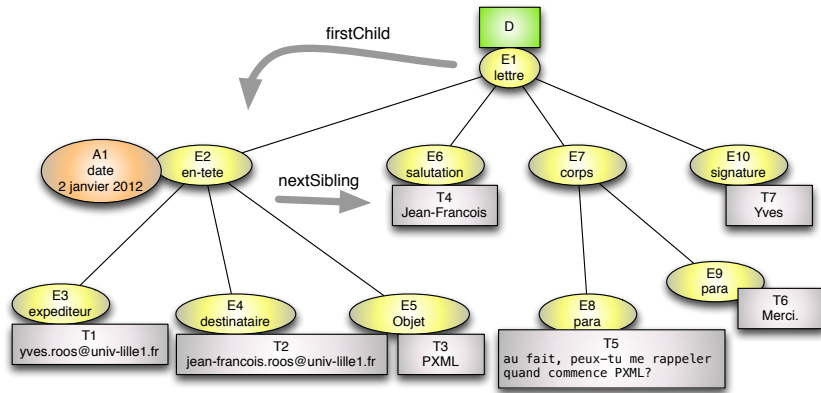 D
firstChild
E1
lettre
A1
date
2 janvier 2012
E2
en-tete
nextSibling
E6
salutation
T4
Jean-Francois
E7
corps
E10
signature
T7
Yves
E3
expediteur
T1
yves.roos@univ-lille1.fr
E4
destinataire
T2
jean-francois.roos@univ-lille1.fr
E5
Objet
T3
PXML
E8
para
T5
au fait, peux-tu me rappeler
quand commence PXML?
E9
para
T6
Merci.